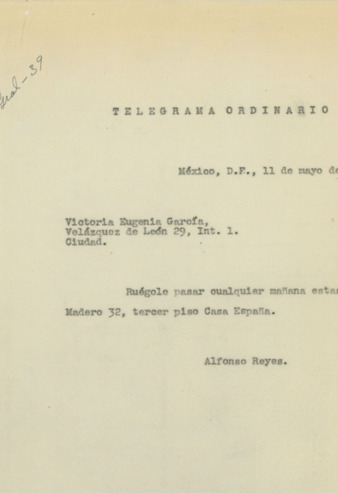 39
TELEGRAMA ORDINARIO
México, D.F., 11 de mayo de
Victoria Eugenia García,
Velázquez de León 29, Int. 1.
Ciudad.
Ruégole pasar cualquier mañana
Madero 32, tercer piso Casa España.
Alfonso Reyes.